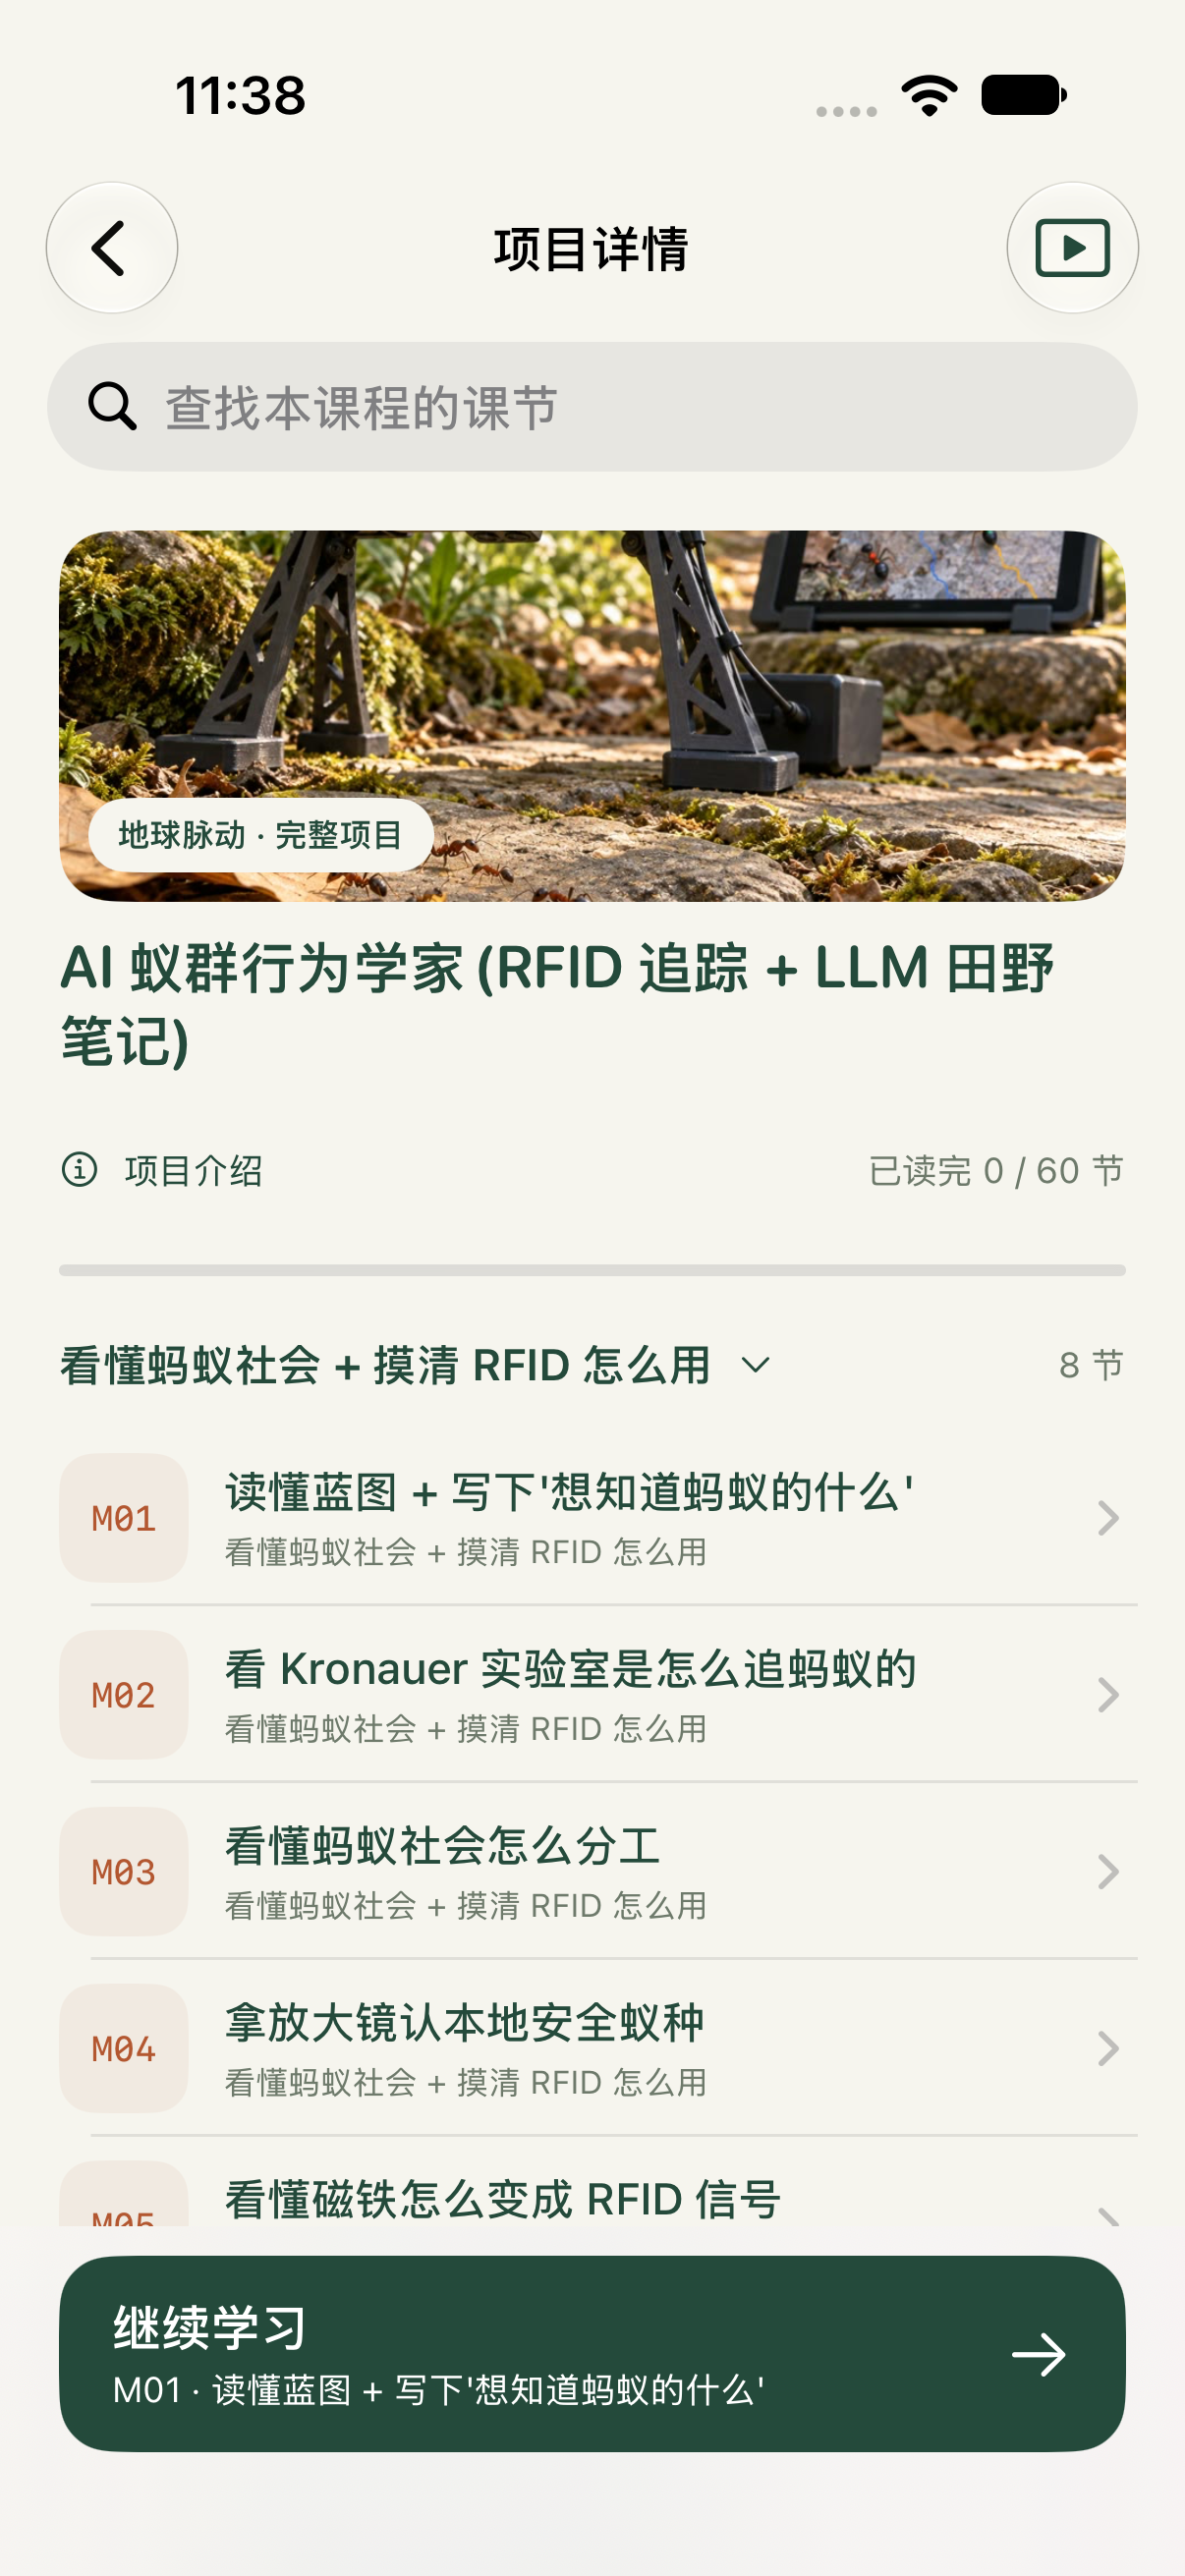 11:38
项目详情
查找本课程的课节
地球脉动 · 完整项目
AI 蚁群行为学家 (RFID 追踪 + LLM 田野
笔记)
项目介绍
已读完 0 / 60 节
看懂蚂蚁社会 + 摸清 RFID 怎么用
8 节
M01
读懂蓝图 + 写下'想知道蚂蚁的什么'
看懂蚂蚁社会 + 摸清 RFID 怎么用
M02
看 Kronauer 实验室是怎么追蚂蚁的
看懂蚂蚁社会 + 摸清 RFID 怎么用
M03
看懂蚂蚁社会怎么分工
看懂蚂蚁社会 + 摸清 RFID 怎么用
M04
拿放大镜认本地安全蚁种
看懂蚂蚁社会 + 摸清 RFID 怎么用
M05
看懂磁铁怎么变成 RFID 信号
继续学习
M01 · 读懂蓝图 + 写下'想知道蚂蚁的什么'